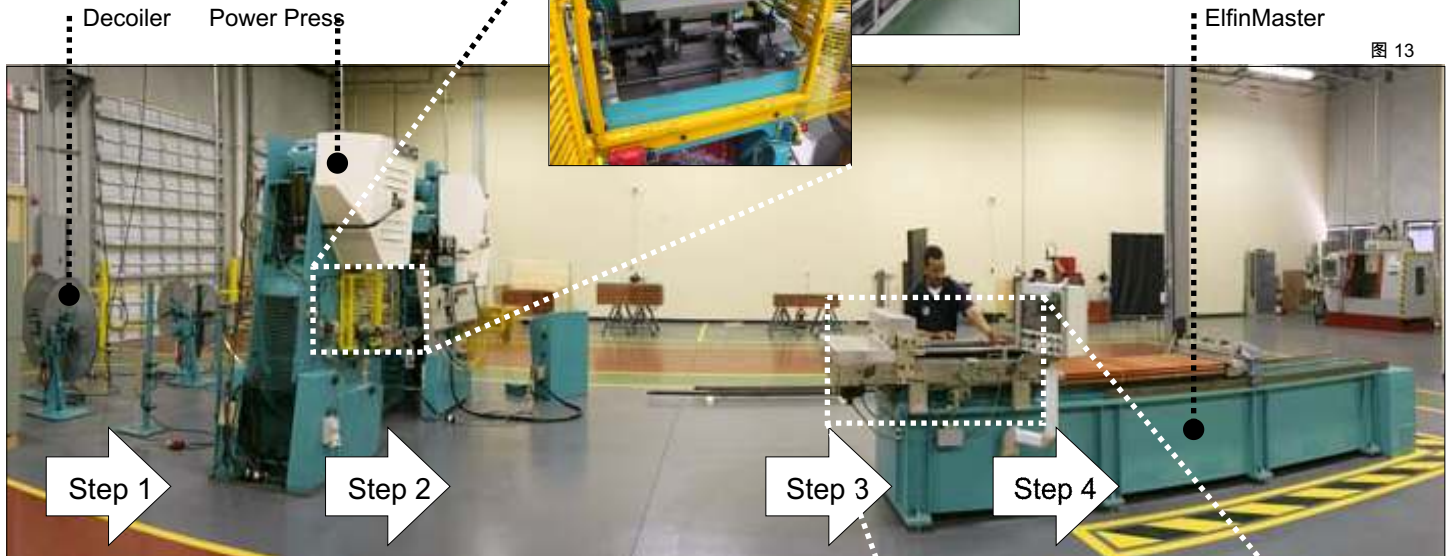 Decoiler
Power Press
ElfinMaster
图 13
Step 1
Step 2
Step 3
Step 4